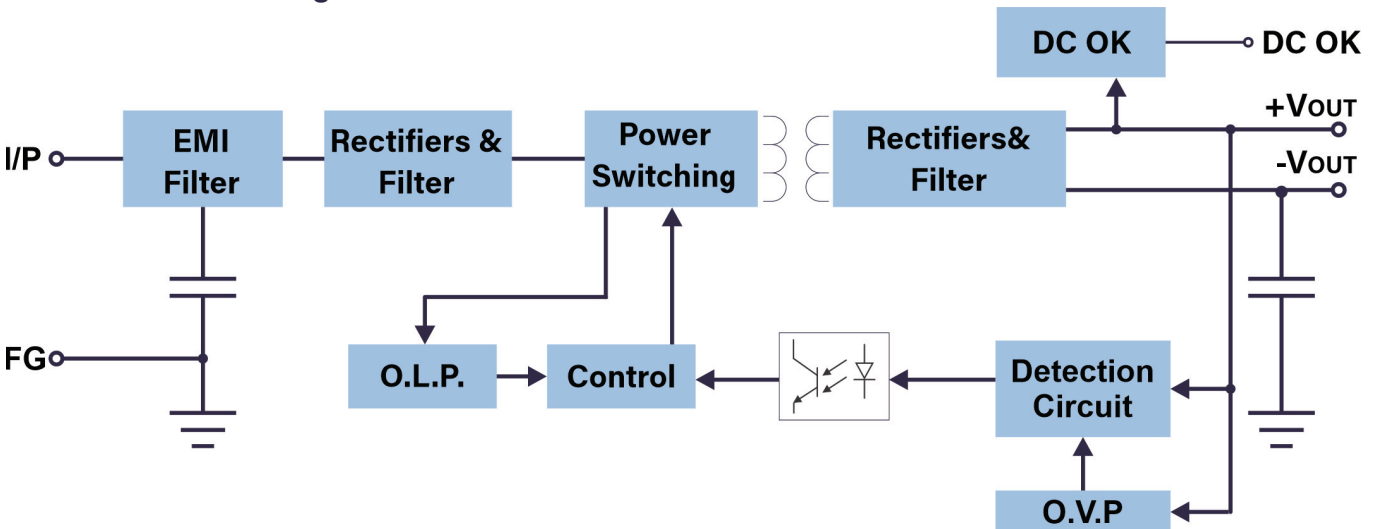 DC OK
DC OK
+VOUT
-VOUT
I/P
EMI
Filter
Rectifiers &
Filter
Power
Switching
Rectifiers&
Filter
FG
O.L.P.
Control
Detection
Circuit
O.V.P